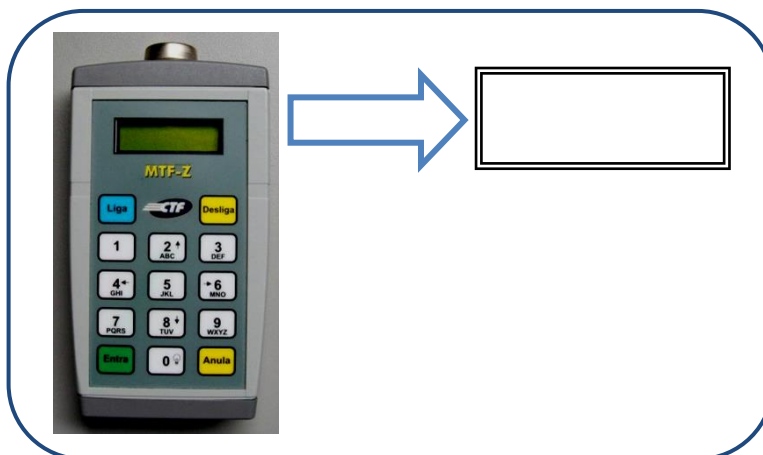 MTF-Z
Liga CTF Desliga
1 2 ABC 3 DEF
4 GHI 5 JKL 6 MNO
7 PQRS 8 TUV 9 WXYZ
Entra 0 Anula